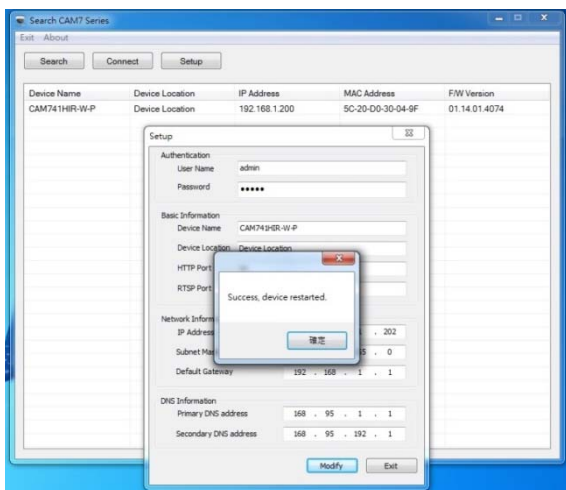 Search CAM7 Series
Exit About
Search Connect Setup
Device Name Device Location IP Address MAC Address F/W Version
CAM741HIR-W-P Device Location 192.168.1.200 5C-20-D0-30-04-9F 01.14.01.4074
Setup
Authentication
User Name admin
Password •••••
Basic Information
Device Name CAM741HIR-W-P
Device Location Device Location
HTTP Port
RTSP Port
Success, device restarted.
確定
Network Inform
IP Address . 202
Subnet Mas . 0
Default Gateway 192 . 168 . 1 . 1
DNS Information
Primary DNS address 168 . 95 . 1 . 1
Secondary DNS address 168 . 95 . 192 . 1
Modify Exit